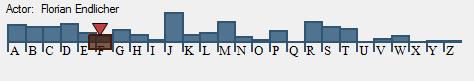 Actor: Florian Endlicher
A B C D E F G H I J K L M N O P Q R S T U V W X Y Z